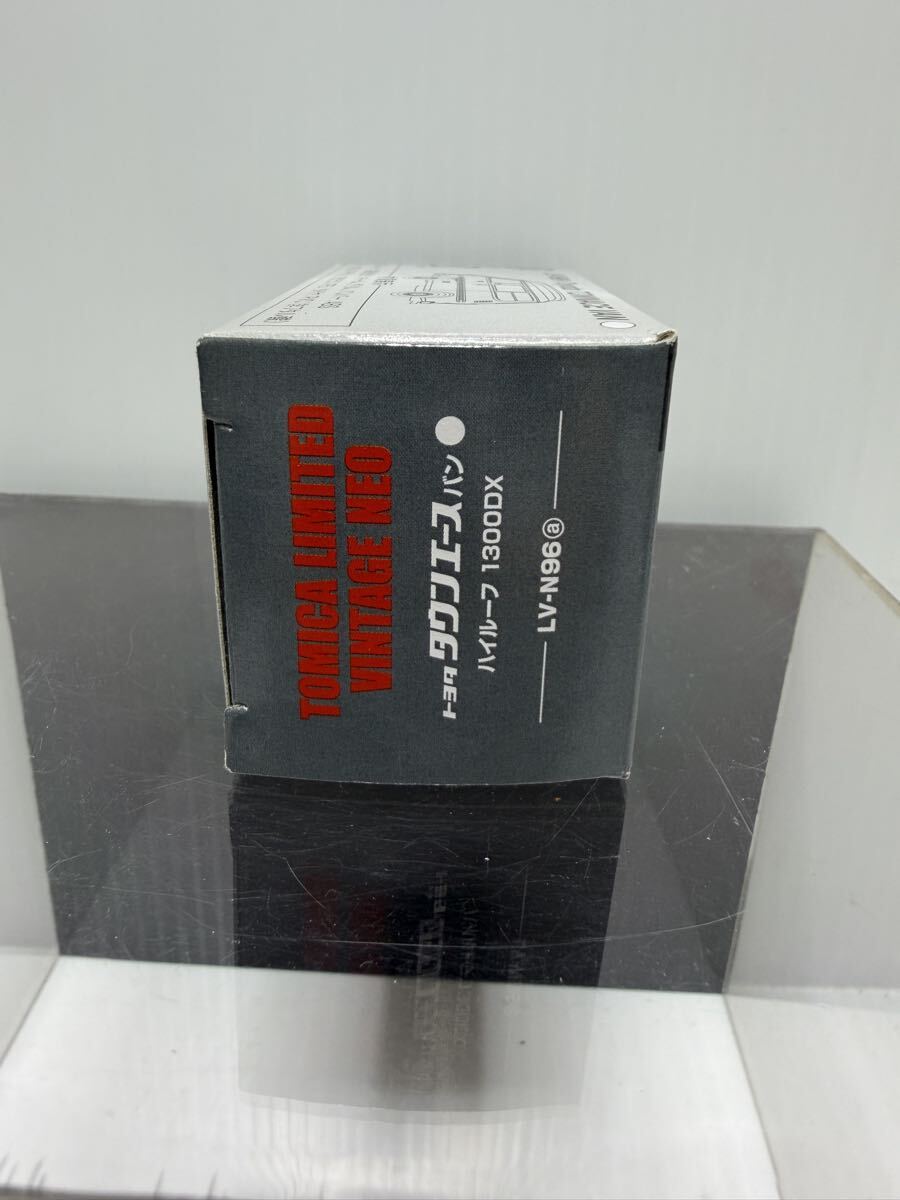 TOMICA LIMITED
VINTAGE NEO
トヨタ タウンエース バン
ハイルーフ 1300DX
LV-N96ⓐ